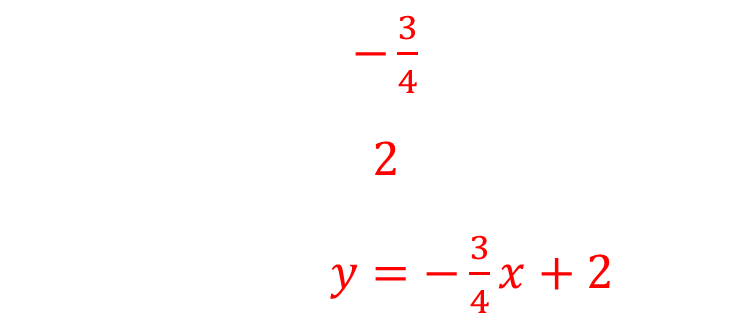 −3/4
2
y = −3/4x + 2